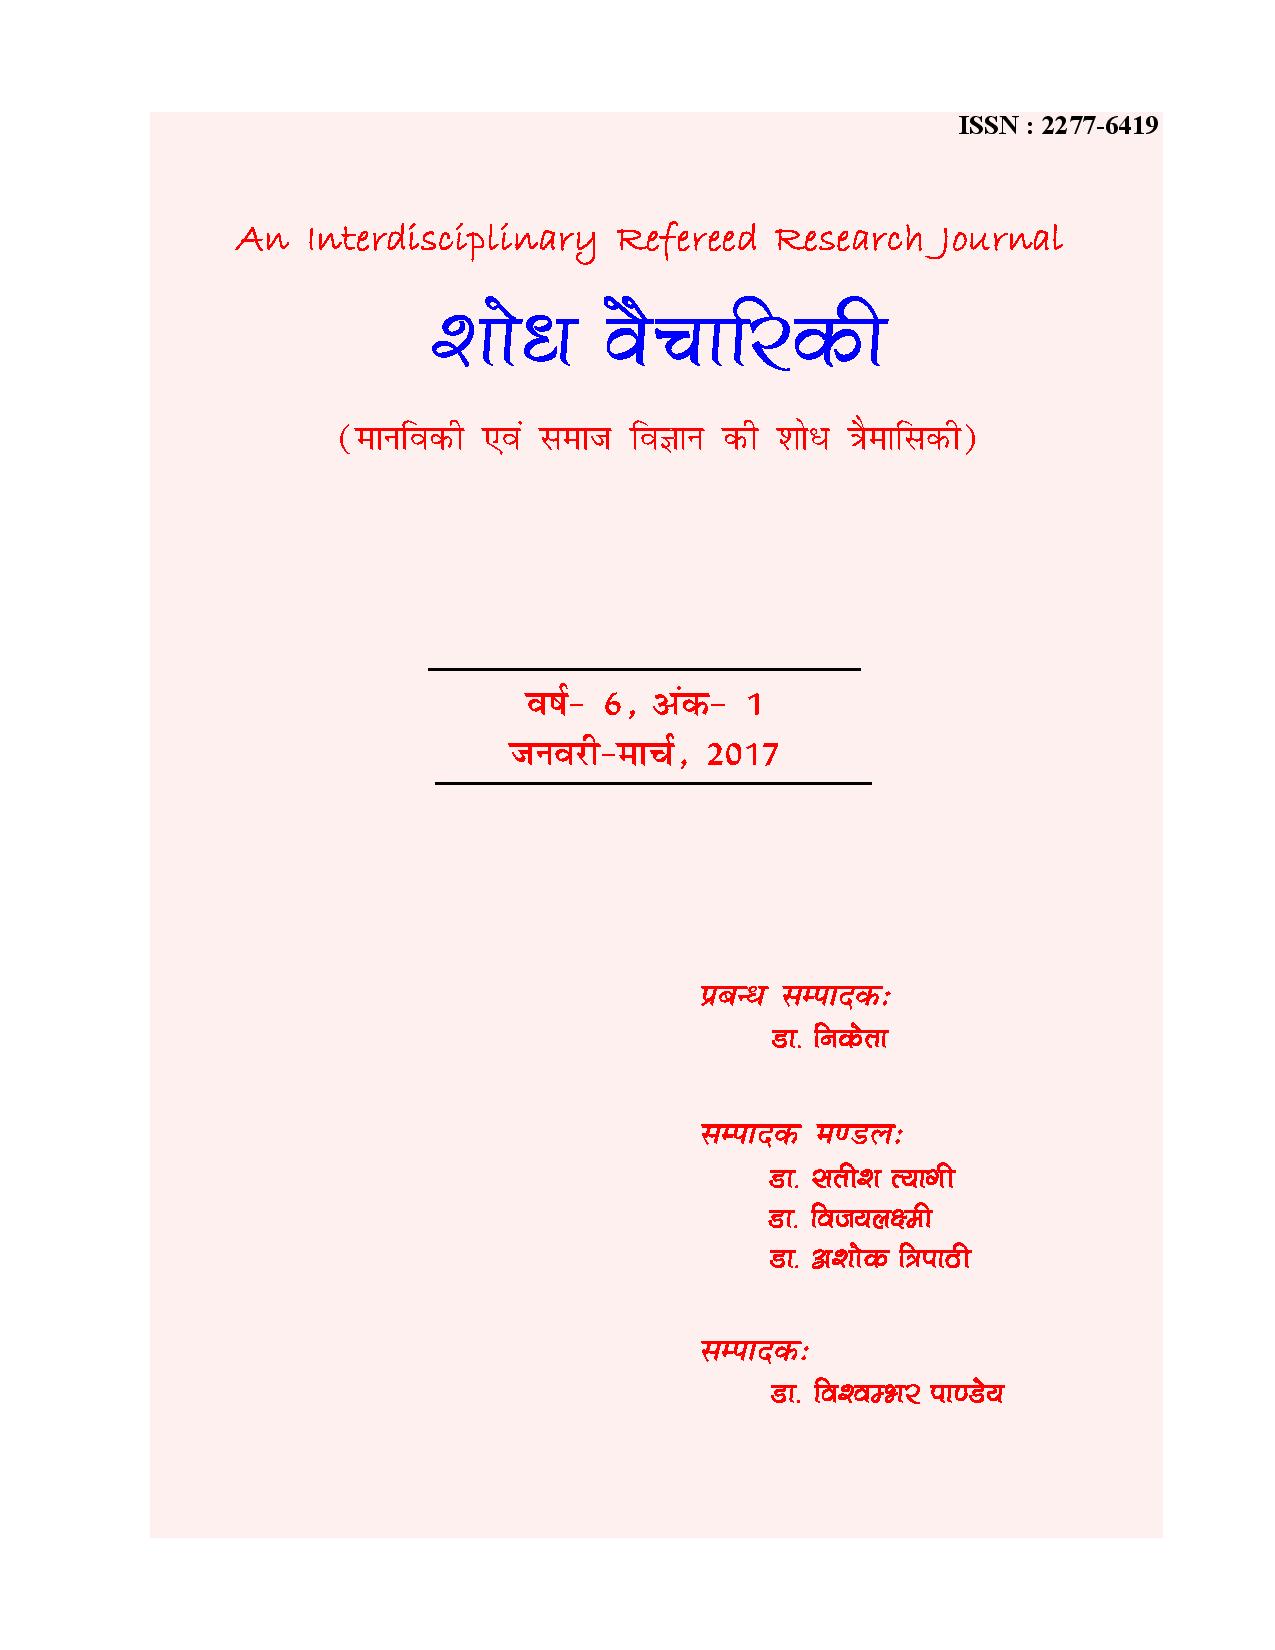 ISSN : 2277-6419
An Interdisciplinary Refereed Research Journal
शोध वैचारिकी
(मानविकी एवं समाज विज्ञान की शोध त्रैमासिकी)
वर्ष- 6, अंक- 1
जनवरी-मार्च, 2017
प्रबन्ध सम्पादक:
डा. निकेता
सम्पादक मण्डल:
डा. सतीश त्यागी
डा. विजयलक्ष्मी
डा. अशोक त्रिपाठी
सम्पादक:
डा. विश्वम्भर पाण्डेय